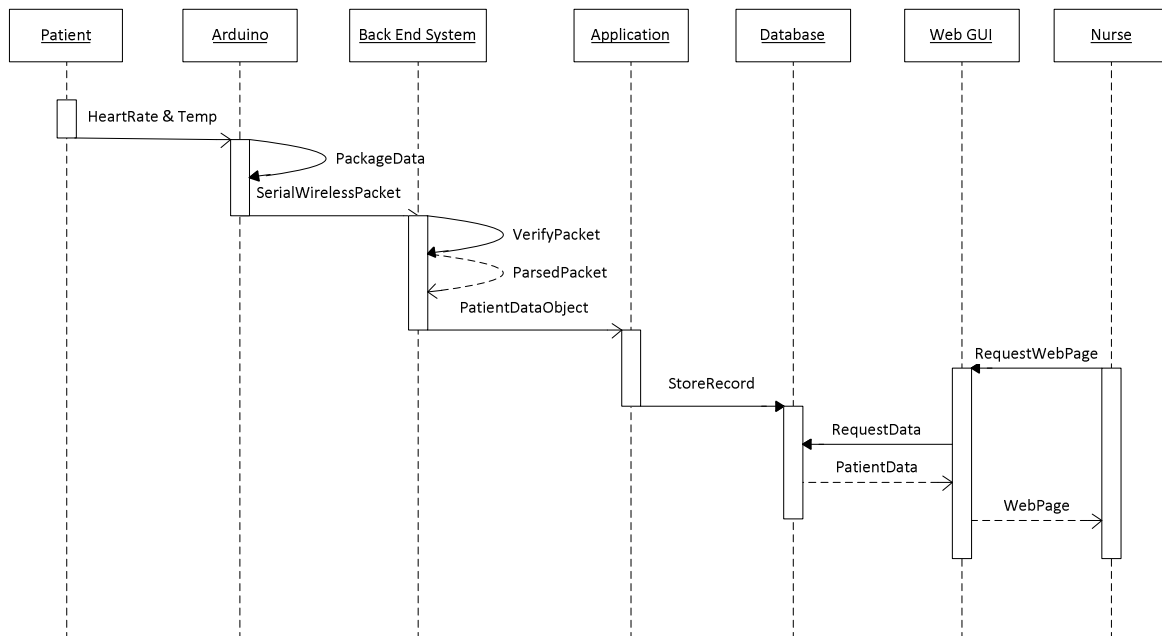 Patient
Arduino
Back End System
Application
Database
Web GUI
Nurse
HeartRate & Temp
PackageData
SerialWirelessPacket
VerifyPacket
ParsedPacket
PatientDataObject
RequestWebPage
StoreRecord
RequestData
PatientData
WebPage